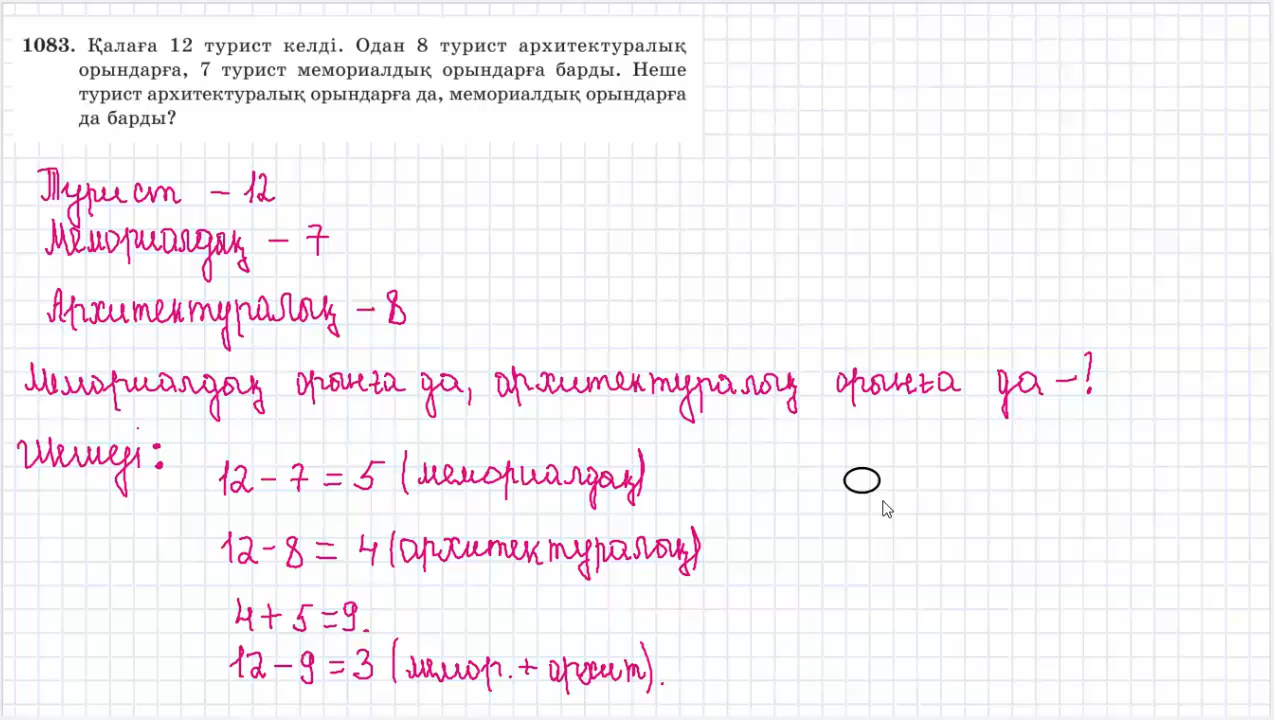 1083. Қалаға 12 турист келді. Одан 8 турист архитектуралық
орындарға, 7 турист мемориалдық орындарға барды. Неше
турист архитектуралық орындарға да, мемориалдық орындарға
да барды?
Турист – 12
Мемориалдық – 7
Архитектуралық – 8
Мемориалдық орынға да, архитектуралық орынға да –?
Шешуі:
12 – 7 = 5 (мемориалдық)
12 - 8 = 4 (архитектуралық)
4 + 5 = 9.
12 – 9 = 3 (мемор. + архит).